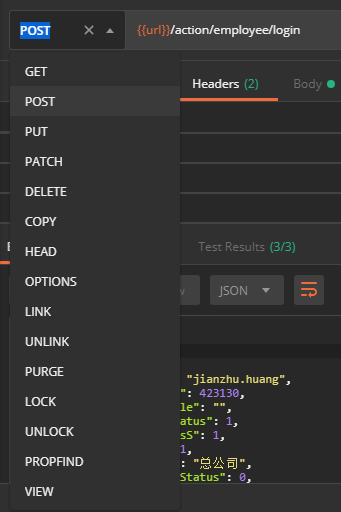 POST {{url}}/action/employee/login
GET
Headers (2) Body
POST
PUT
PATCH
DELETE
COPY
HEAD
Test Results (3/3)
OPTIONS
JSON
LINK
UNLINK
PURGE
"jianzhu.huang",
": 423130,
LOCK
le": "",
atus": 1,
UNLOCK
sS": 1,
1,
PROPFIND
: "总公司",
Status": 0,
VIEW